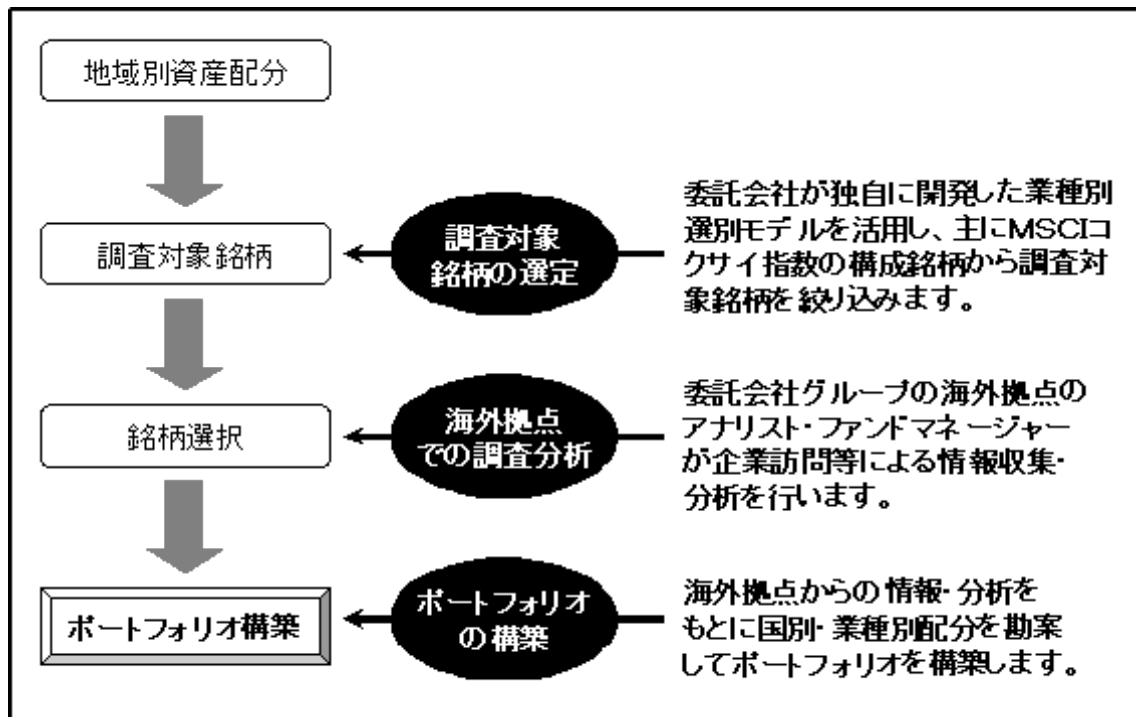 地域別資産配分
調査対象銘柄
調査対象
銘柄の選定
委託会社が独自に開発した業種別
選別モデルを活用し、主にMSCIコ
クサイ指数の構成銘柄から調査対
象銘柄を絞り込みます。
銘柄選択
海外拠点
での調査分析
委託会社グループの海外拠点の
アナリスト・ファンドマネージャー
が企業訪問等による情報収集・
分析を行います。
ポートフォリオ構築
ポートフォリオ
の構築
海外拠点からの情報・分析を
もとに国別・業種別配分を勘案
してポートフォリオを構築します。